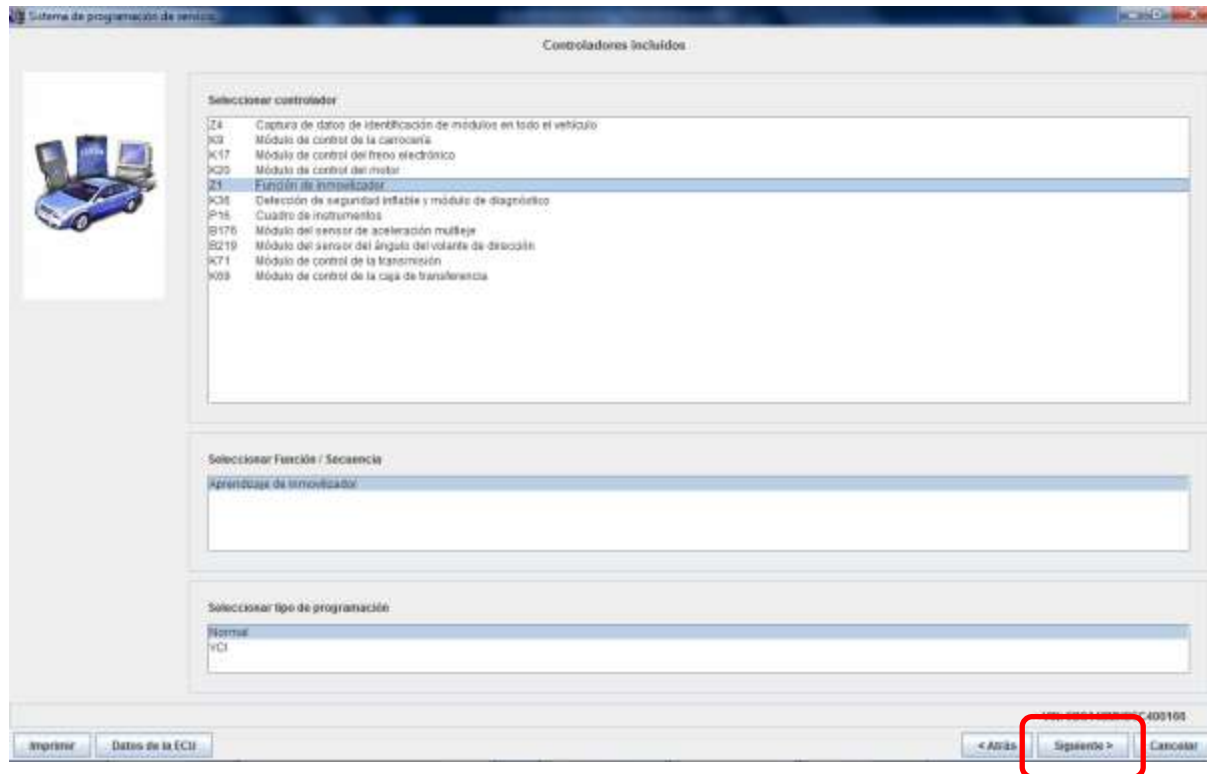 Sistema de programación de servicio
Controladores incluidos
Seleccionar controlador
Z4 Captura de datos de identificación de módulos en todo el vehículo
K9 Módulo de control de la carrocería
K17 Módulo de control del freno electrónico
K20 Módulo de control del motor
Z1 Función de inmovilizador
K36 Detección de seguridad inflable y módulo de diagnóstico
P16 Cuadro de instrumentos
B176 Módulo del sensor de aceleración multieje
B219 Módulo del sensor del ángulo del volante de dirección
K71 Módulo de control de la transmisión
K69 Módulo de control de la caja de transferencia
Seleccionar Función / Secuencia
Aprendizaje de inmovilizador
Seleccionar tipo de programación
Normal
VCI
400108
Imprimir Datos de la ECU < Atrás Siguiente > Cancelar